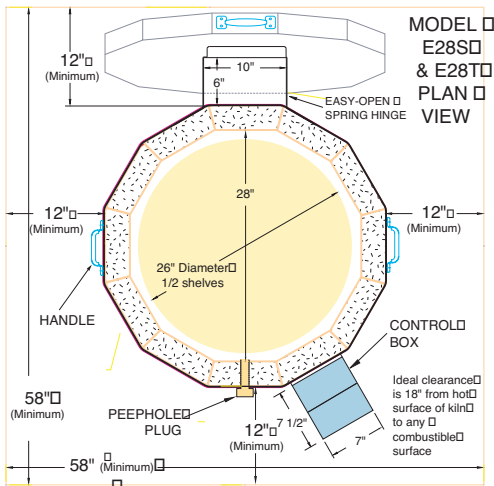 MODEL
E28S
& E28T
PLAN
VIEW
12"
(Minimum)
10"
6"
EASY-OPEN
SPRING HINGE
28"
12"
(Minimum)
12"
(Minimum)
26" Diameter
1/2 shelves
HANDLE
CONTROL
BOX
58"
(Minimum)
PEEPHOLE
PLUG
12"
(Minimum)
7 1/2"
7"
Ideal clearance
is 18" from hot
surface of kiln
to any
combustible
surface
58" (Minimum)